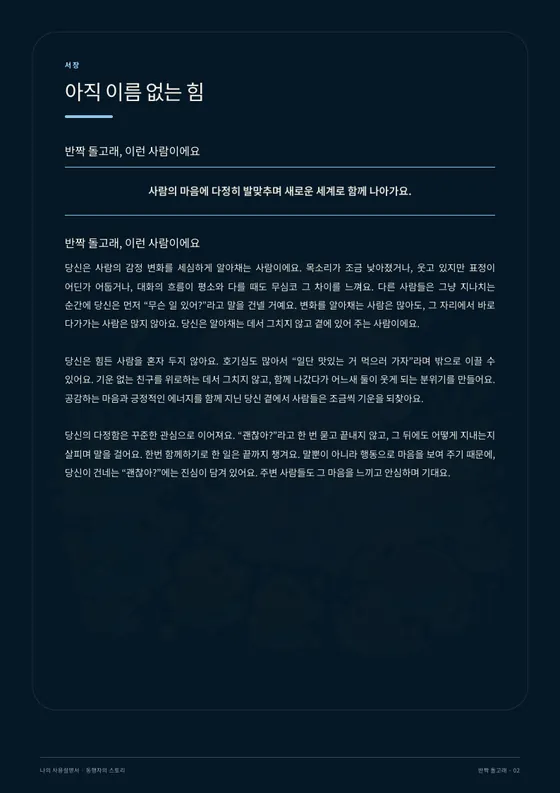 서장
아직 이름 없는 힘
반짝 돌고래, 이런 사람이에요
사람의 마음에 다정히 발맞추며 새로운 세계로 함께 나아가요.
반짝 돌고래, 이런 사람이에요
당신은 사람의 감정 변화를 세심하게 알아채는 사람이에요. 목소리가 조금 낮아졌거나, 웃고 있지만 표정이
어딘가 어둡거나, 대화의 흐름이 평소와 다를 때도 무심코 그 차이를 느껴요. 다른 사람들은 그냥 지나치는
순간에 당신은 먼저 “무슨 일 있어?”라고 말을 건넬 거예요. 변화를 알아채는 사람은 많아도, 그 자리에서 바로
다가가는 사람은 많지 않아요. 당신은 알아채는 데서 그치지 않고 곁에 있어 주는 사람이에요.
당신은 힘든 사람을 혼자 두지 않아요. 호기심도 많아서 “일단 맛있는 거 먹으러 가자”라며 밖으로 이끌 수
있어요. 기운 없는 친구를 위로하는 데서 그치지 않고, 함께 나갔다가 어느새 둘이 웃게 되는 분위기를 만들어요.
공감하는 마음과 긍정적인 에너지를 함께 지닌 당신 곁에서 사람들은 조금씩 기운을 되찾아요.
당신의 다정함은 꾸준한 관심으로 이어져요. “괜찮아?”라고 한 번 묻고 끝내지 않고, 그 뒤에도 어떻게 지내는지
살피며 말을 걸어요. 한번 함께하기로 한 일은 끝까지 챙겨요. 말뿐이 아니라 행동으로 마음을 보여 주기 때문에,
당신이 건네는 “괜찮아?”에는 진심이 담겨 있어요. 주변 사람들도 그 마음을 느끼고 안심하며 기대요.
나의 사용설명서 · 동행자의 스토리
반짝 돌고래 · 02